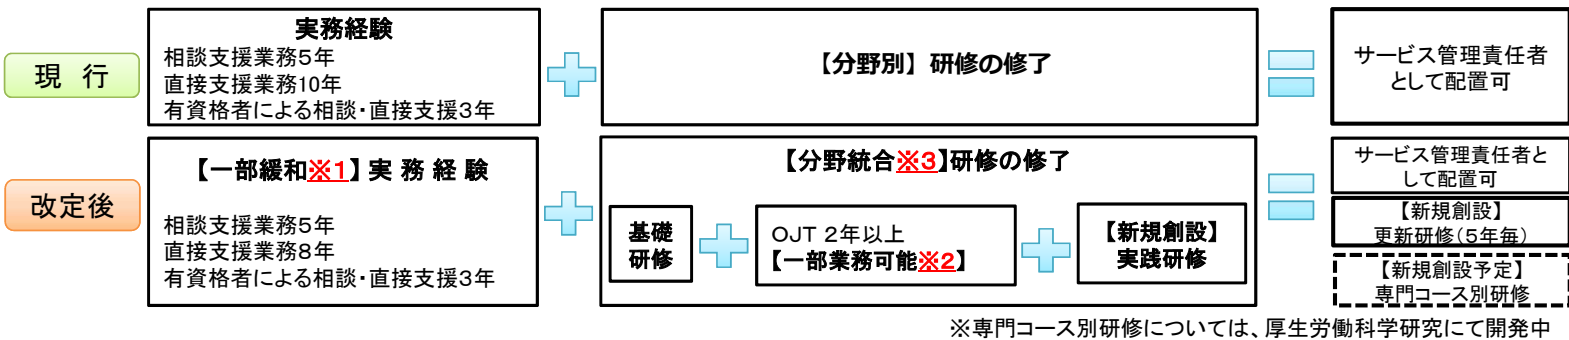 現 行
実務経験
相談支援業務5年
直接支援業務10年
有資格者による相談・直接支援3年
【分野別】研修の修了
サービス管理責任者
として配置可
改定後
【一部緩和※1】実 務 経 験
相談支援業務5年
直接支援業務8年
有資格者による相談・直接支援3年
【分野統合※3】研修の修了
基礎
研修
OJT 2年以上
【一部業務可能※2】
【新規創設】
実践研修
サービス管理責任者と
して配置可
【新規創設】
更新研修(5年毎)
【新規創設予定】
専門コース別研修
※専門コース別研修については、厚生労働科学研究にて開発中